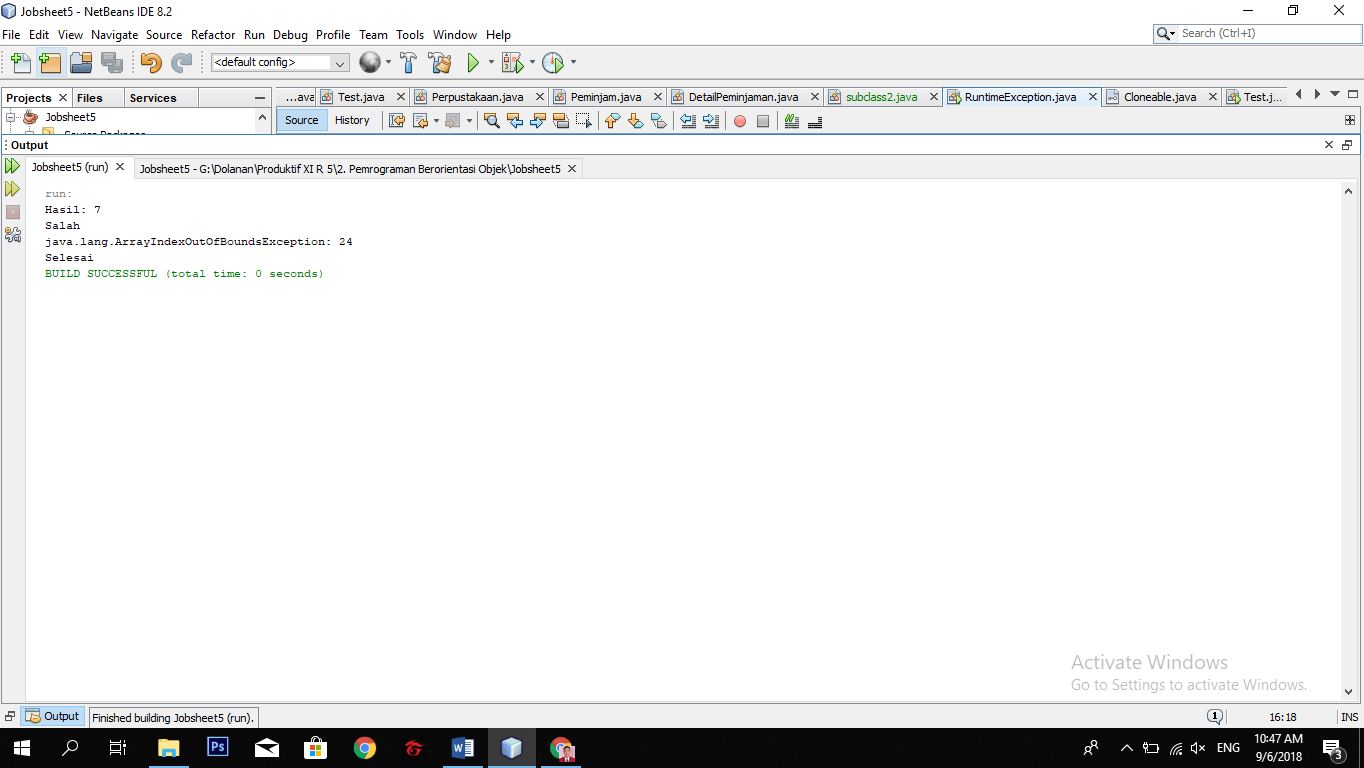 Jobsheet5 - NetBeans IDE 8.2
File Edit View Navigate Source Refactor Run Debug Profile Team Tools Window Help
Search (Ctrl+I)
<default config>
Projects Files Services
...ava Test.java Perpustakaan.java Peminjam.java DetailPeminjaman.java subclass2.java RuntimeException.java Cloneable.java Test.j...
Jobsheet5
Source History
Source Packages
Output
Jobsheet5 (run) Jobsheet5 - G:\Dolanan\Produktif XI R 5\2. Pemrograman Berorientasi Objek\Jobsheet5
run:
Hasil: 7
Salah
java.lang.ArrayIndexOutOfBoundsException: 24
Selesai
BUILD SUCCESSFUL (total time: 0 seconds)
Activate Windows
Go to Settings to activate Windows.
Output Finished building Jobsheet5 (run). 1 16:18 INS
Ps
ENG
10:47 AM
9/6/2018
3